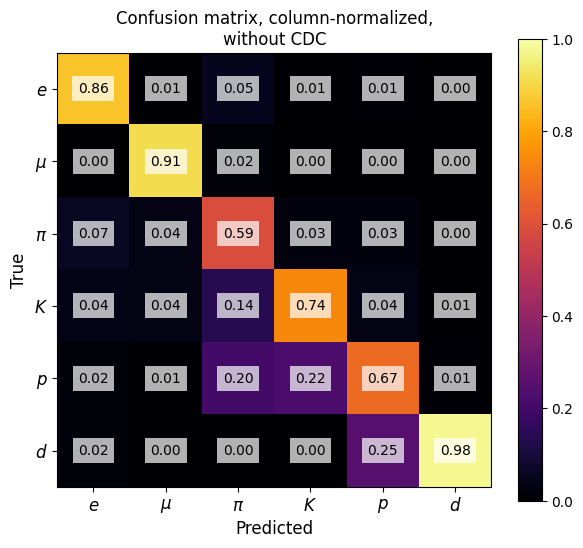 Confusion matrix, column-normalized,
without CDC
e 0.86 0.01 0.05 0.01 0.01 0.00
μ 0.00 0.91 0.02 0.00 0.00 0.00
π 0.07 0.04 0.59 0.03 0.03 0.00
K 0.04 0.04 0.14 0.74 0.04 0.01
p 0.02 0.01 0.20 0.22 0.67 0.01
d 0.02 0.00 0.00 0.00 0.25 0.98
e μ π K p d
Predicted
True
1.0
0.8
0.6
0.4
0.2
0.0